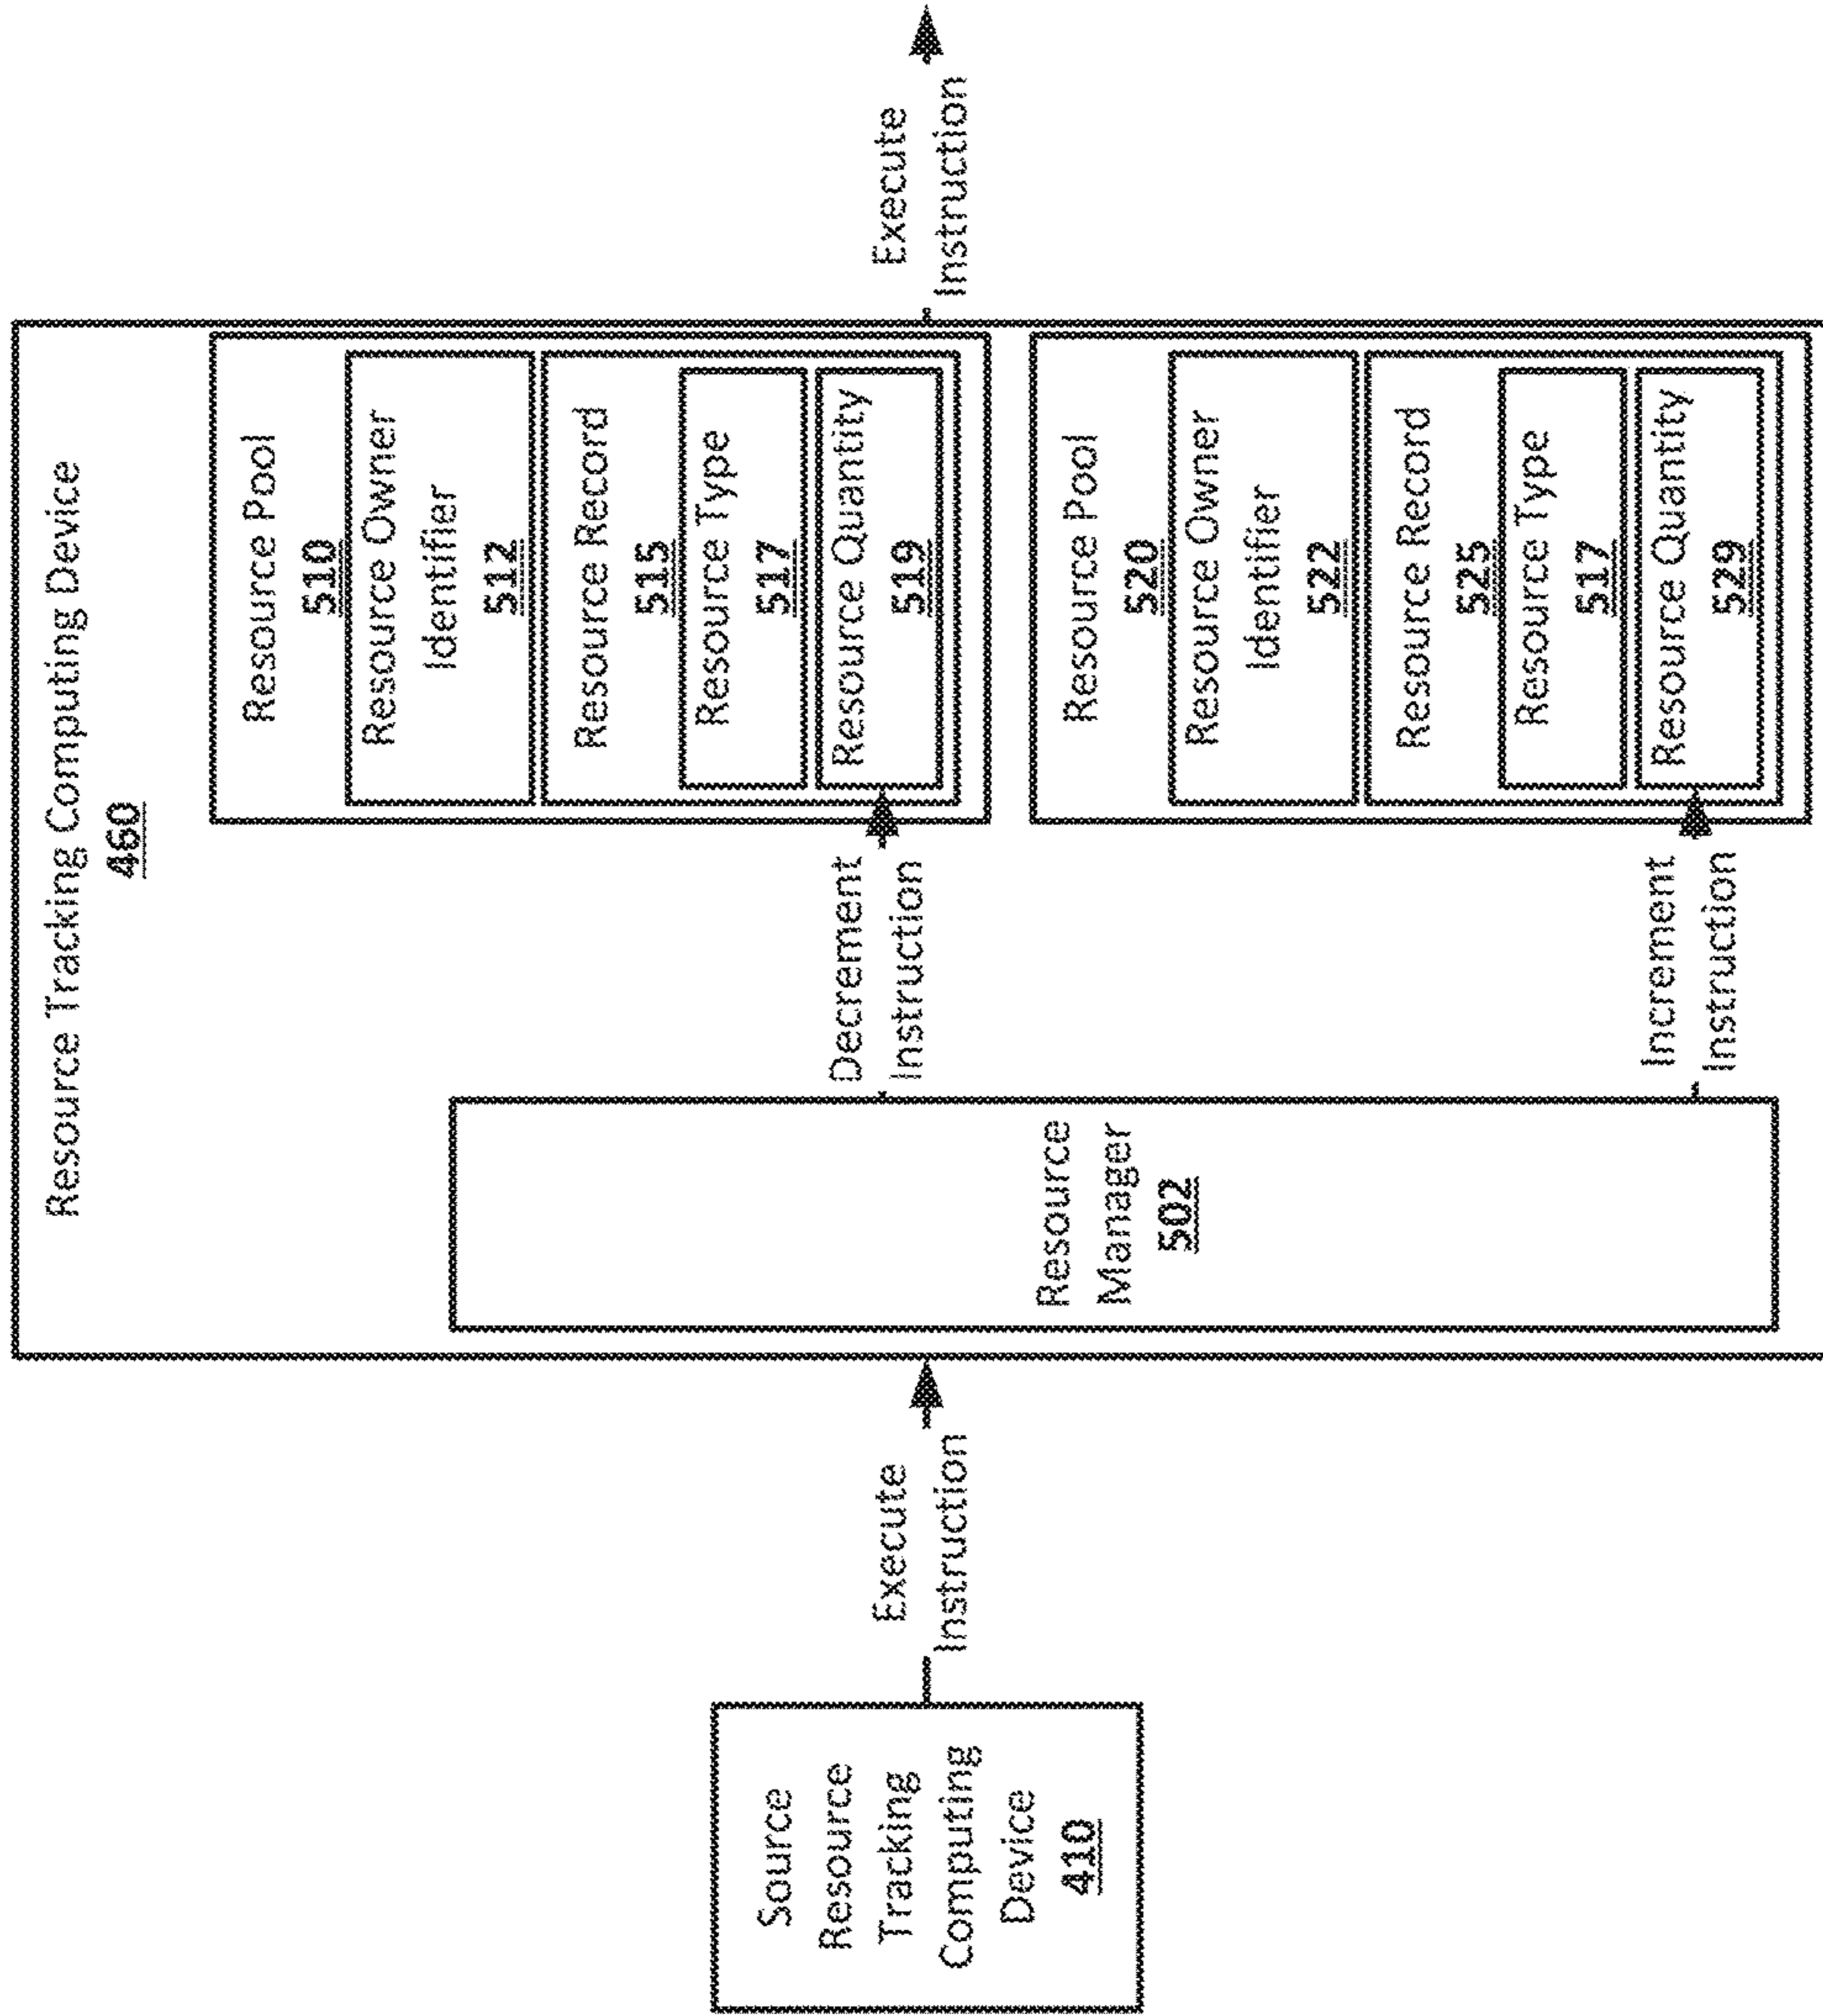 Resource Tracking Computing Device
460
Source
Resource
Tracking
Computing
Device
410
Execute
Instruction
Resource
Manager
502
Decrement
Instruction
Increment
Instruction
Resource Pool
510
Resource Owner
Identifier
512
Resource Record
515
Resource Type
517
Resource Quantity
519
Resource Pool
520
Resource Owner
Identifier
522
Resource Record
525
Resource Type
517
Resource Quantity
529
Execute
Instruction